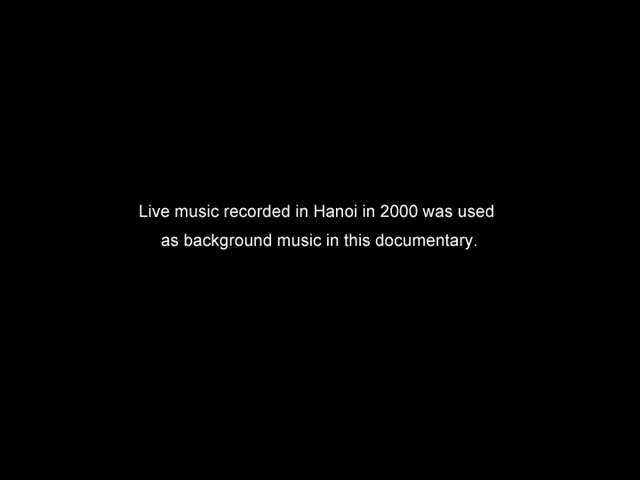 Live music recorded in Hanoi in 2000 was used
as background music in this documentary.